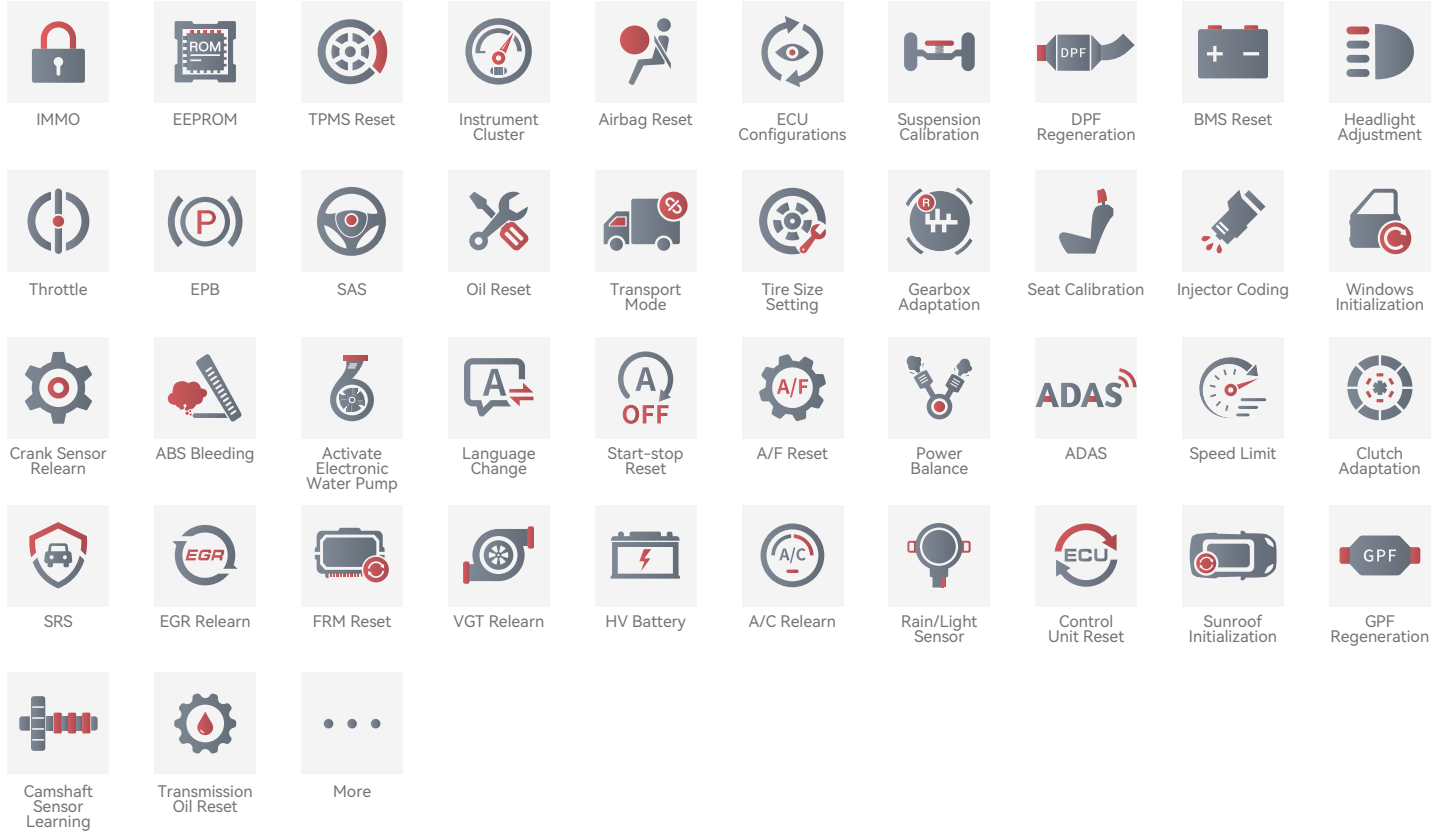 ROM
DPF
IMMO
EEPROM
TPMS Reset
Instrument
Cluster
Airbag Reset
ECU
Configurations
Suspension
Calibration
DPF
Regeneration
BMS Reset
Headlight
Adjustment
P
R
Throttle
EPB
SAS
Oil Reset
Transport
Mode
Tire Size
Setting
Gearbox
Adaptation
Seat Calibration
Injector Coding
Windows
Initialization
A
A
OFF
A/F
ADAS
Crank Sensor
Relearn
ABS Bleeding
Activate
Electronic
Water Pump
Language
Change
Start-stop
Reset
A/F Reset
Power
Balance
ADAS
Speed Limit
Clutch
Adaptation
EGR
A/C
ECU
GPF
SRS
EGR Relearn
FRM Reset
VGT Relearn
HV Battery
A/C Relearn
Rain/Light
Sensor
Control
Unit Reset
Sunroof
Initialization
GPF
Regeneration
Camshaft
Sensor
Learning
Transmission
Oil Reset
More